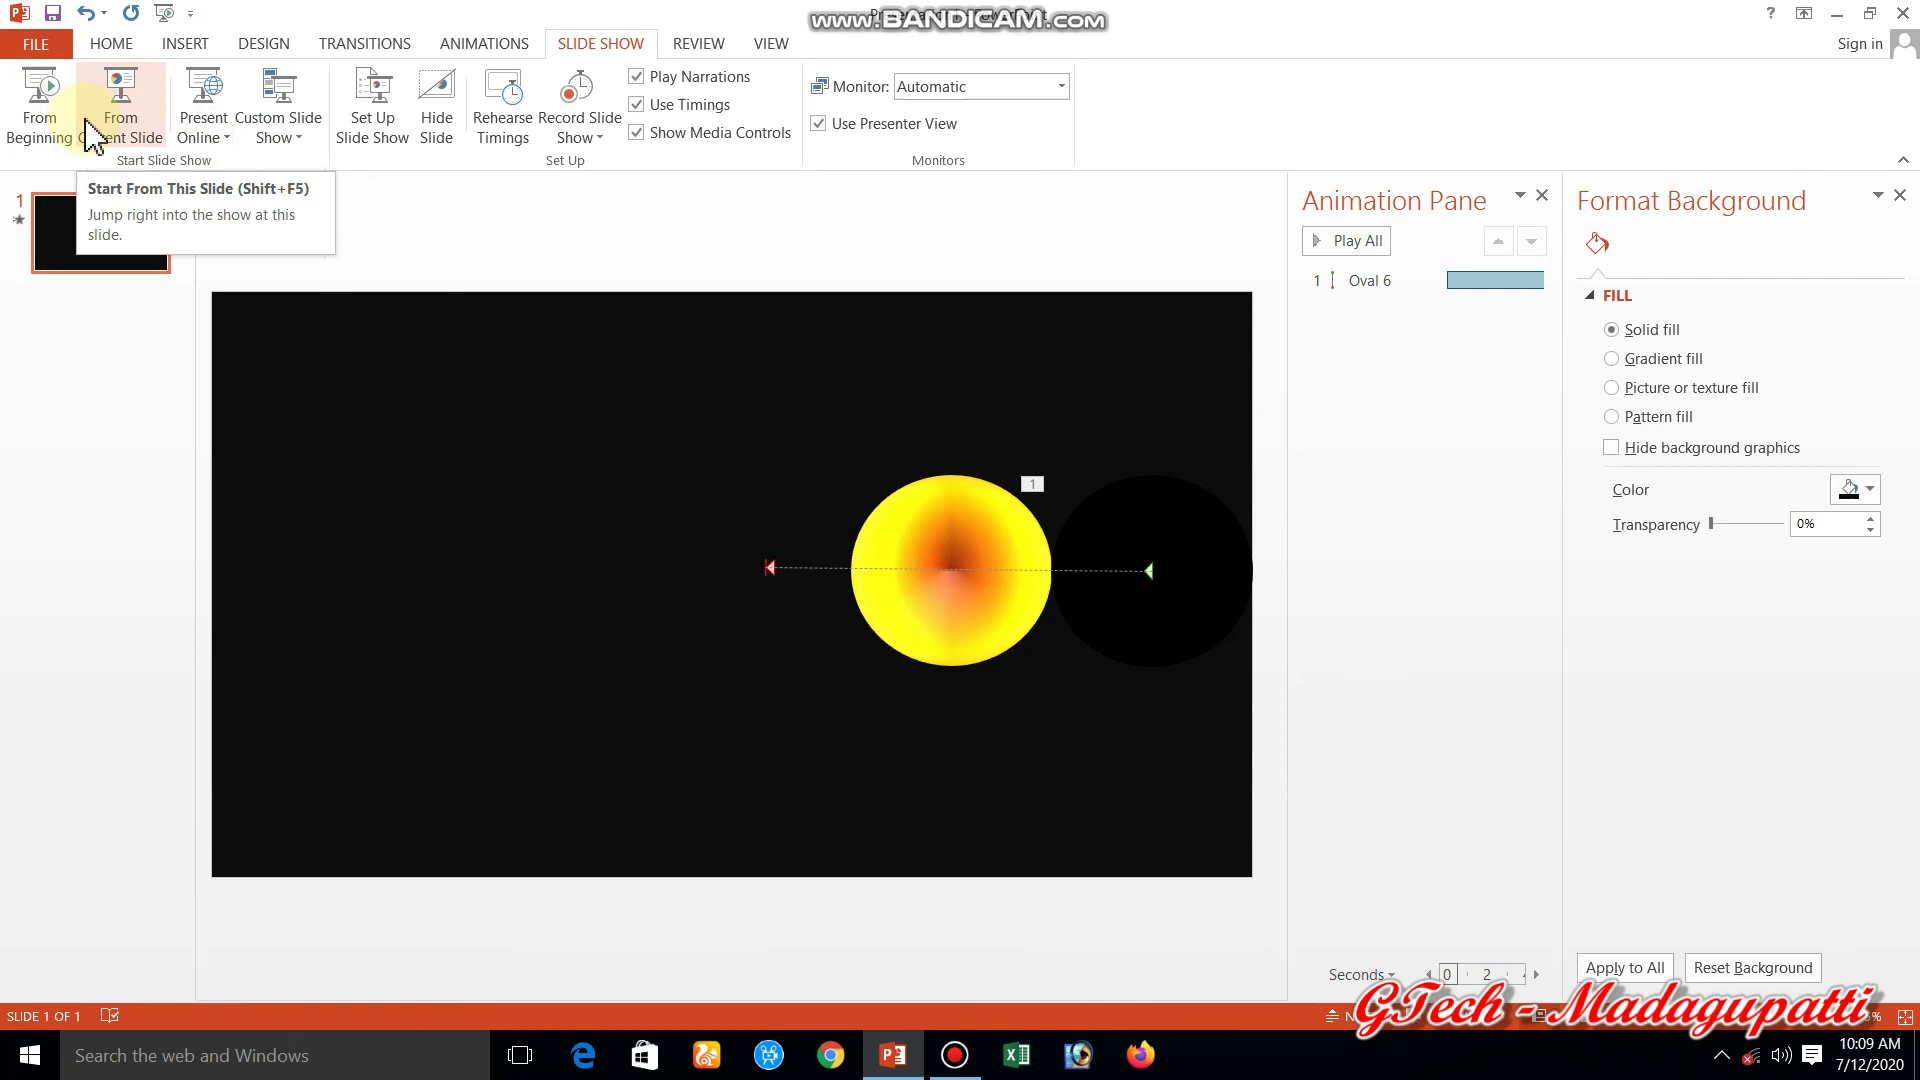 www.BANDICAM.com
Sign in
FILE HOME INSERT DESIGN TRANSITIONS ANIMATIONS SLIDE SHOW REVIEW VIEW
From Beginning
From Slide
Present Online
Custom Slide Show
Set Up Slide Show
Hide Slide
Rehearse Timings
Record Slide Show
Play Narrations
Use Timings
Show Media Controls
Monitor: Automatic
Use Presenter View
Start Slide Show
Set Up
Monitors
Start From This Slide (Shift+F5)
Jump right into the show at this
slide.
1
1
Animation Pane
Play All
1 Oval 6
Seconds 0 2
Format Background
FILL
Solid fill
Gradient fill
Picture or texture fill
Pattern fill
Hide background graphics
Color
Transparency 0%
Apply to All Reset Background
GTech - Madagupatti
SLIDE 1 OF 1
Search the web and Windows
10:09 AM
7/12/2020